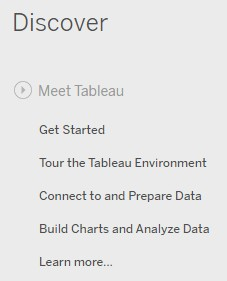 Discover
Meet Tableau
Get Started
Tour the Tableau Environment
Connect to and Prepare Data
Build Charts and Analyze Data
Learn more...